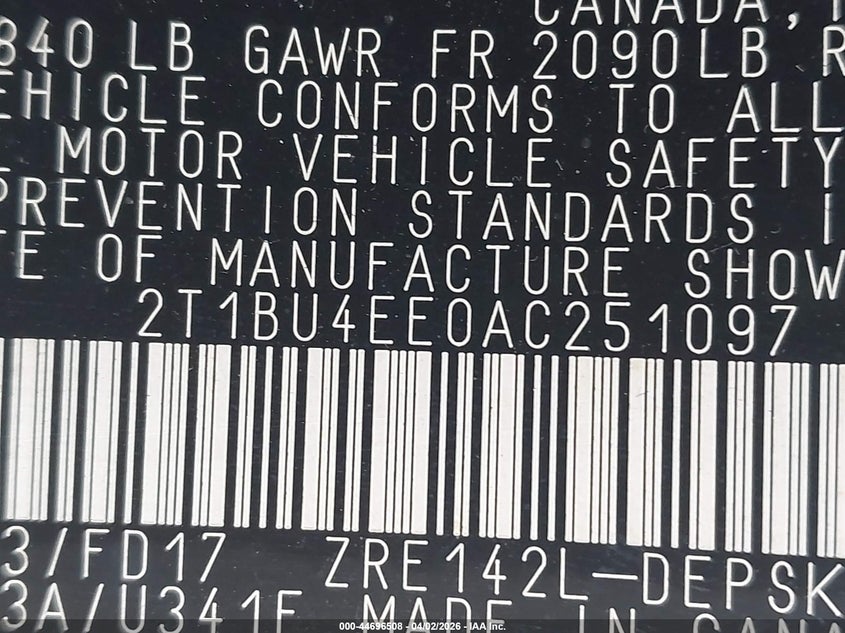 CANADA, I
840 LB GAWR FR 2090LB R
EHICLE CONFORMS TO ALL
L MOTOR VEHICLE SAFETY
PREVENTION STANDARDS I
TE OF MANUFACTURE SHOW
2T1BU4EE0AC251097
3/FD17 ZRE142L-DEPSK
3A/U341E MADE IN CANA
000-44696508 - 04/02/2026 - IAA Inc.